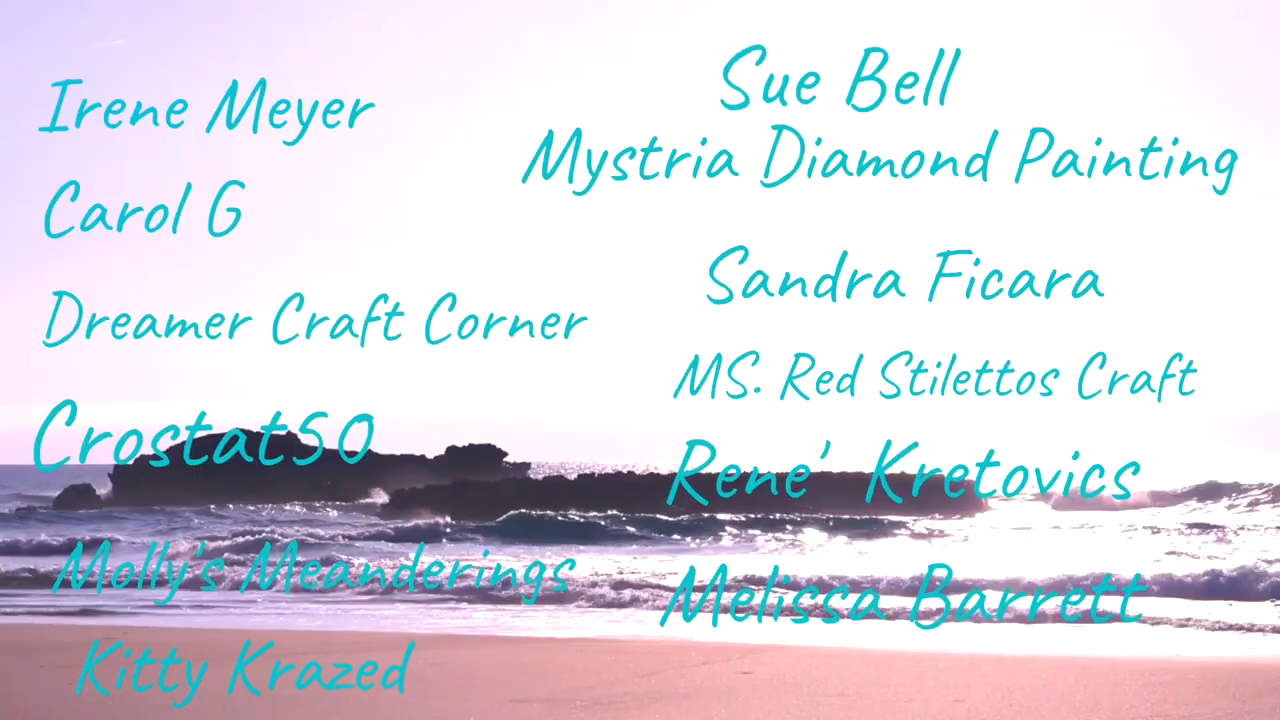 Irene Meyer
Carol G
Dreamer Craft Corner
Crostat50
Molly's Meanderings
Kitty Krazed
Sue Bell
Mystria Diamond Painting
Sandra Ficara
MS. Red Stilettos Craft
Rene' Kretovics
Melissa Barrett